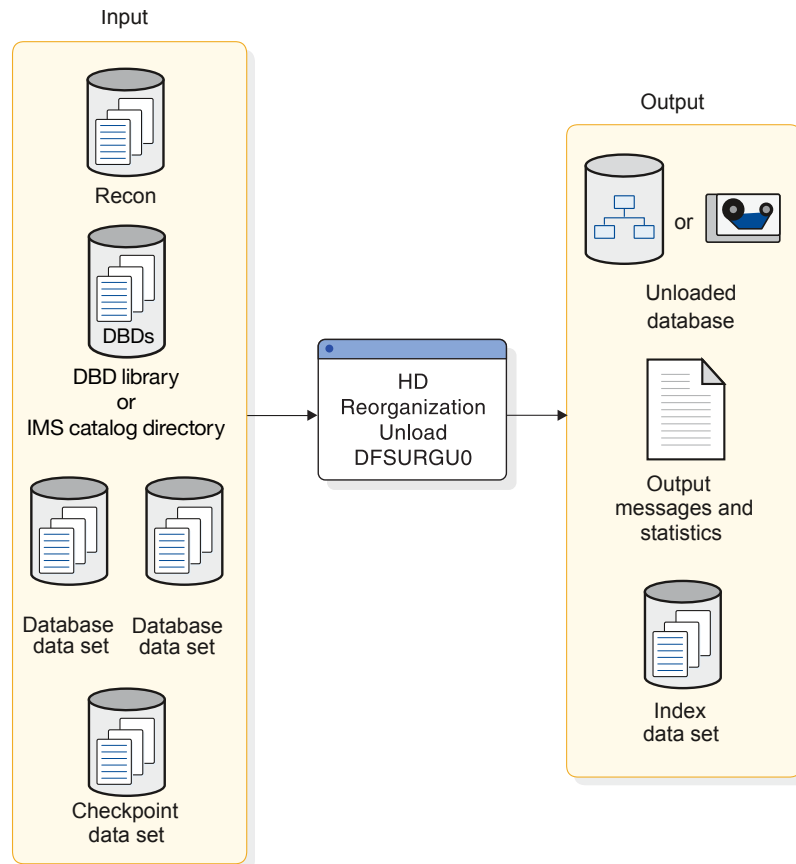 Input
Recon
DBDs
DBD library
or
IMS catalog directory
Database
data set
Database
data set
Checkpoint
data set
HD
Reorganization
Unload
DFSURGU0
Output
or
Unloaded
database
Output
messages and
statistics
Index
data set